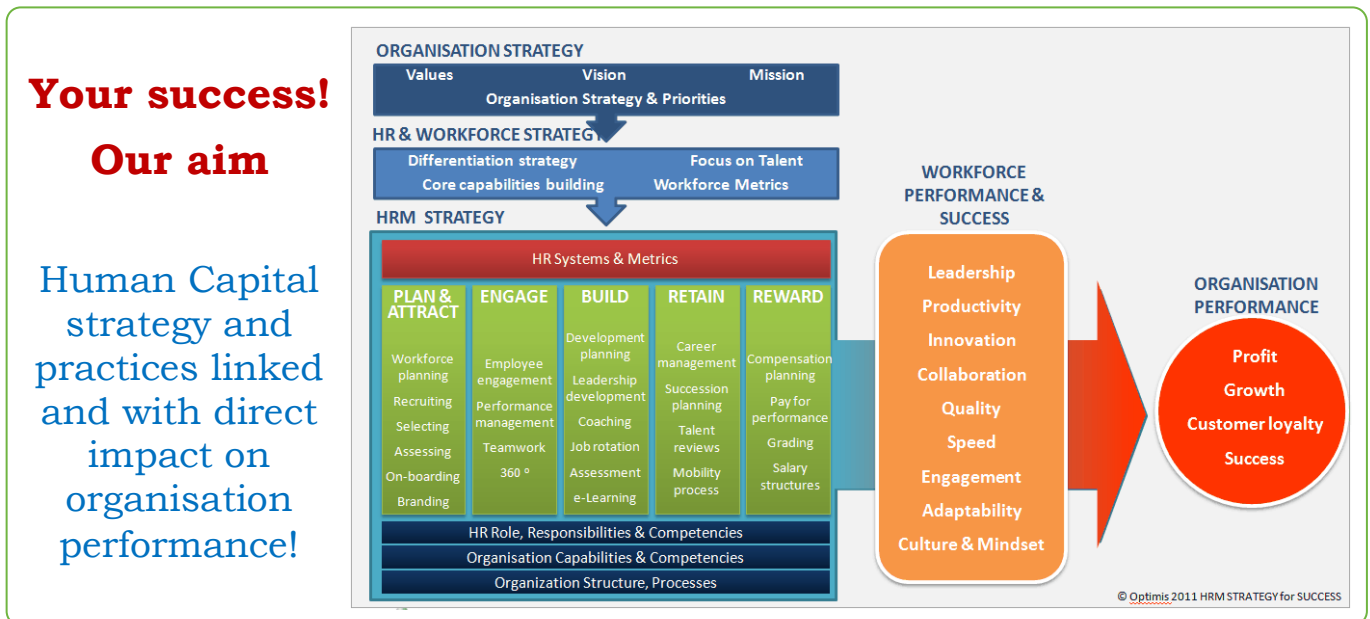 Your success!
Our aim
Human Capital
strategy and
practices linked
and with direct
impact on
organisation
performance!
ORGANISATION STRATEGY
Values Vision Mission
Organisation Strategy & Priorities
HR & WORKFORCE STRATEGY
Differentiation strategy Focus on Talent
Core capabilities building Workforce Metrics
HRM STRATEGY
HR Systems & Metrics
PLAN &
ATTRACT
Workforce
planning
Recruiting
Selecting
Assessing
On-boarding
Branding
ENGAGE
Employee
engagement
Performance
management
Teamwork
360 º
BUILD
Development
planning
Leadership
development
Coaching
Job rotation
Assessment
e-Learning
RETAIN
Career
management
Succession
planning
Talent
reviews
Mobility
process
REWARD
Compensation
planning
Pay for
performance
Grading
Salary
structures
HR Role, Responsibilities & Competencies
Organisation Capabilities & Competencies
Organization Structure, Processes
WORKFORCE
PERFORMANCE &
SUCCESS
Leadership
Productivity
Innovation
Collaboration
Quality
Speed
Engagement
Adaptability
Culture & Mindset
ORGANISATION
PERFORMANCE
Profit
Growth
Customer loyalty
Success
© Optimis 2011 HRM STRATEGY for SUCCESS